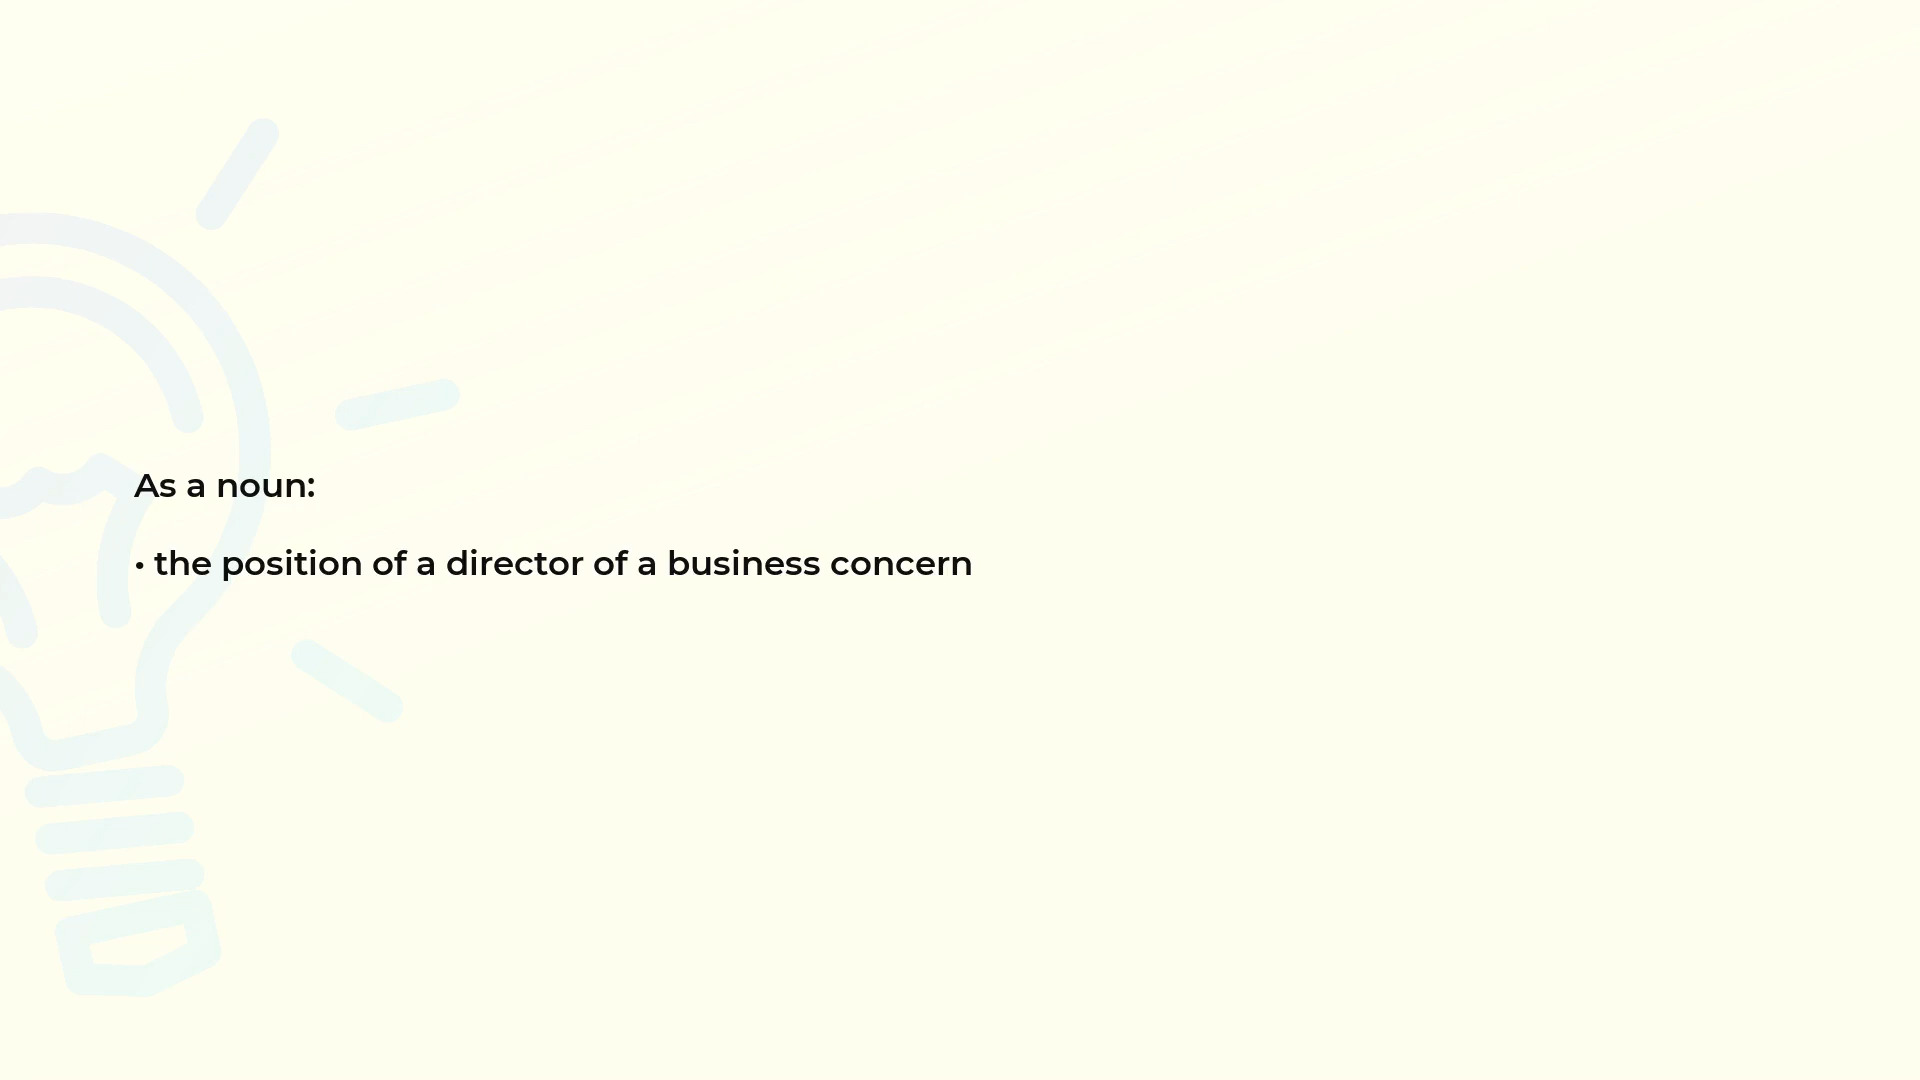 As a noun:
• the position of a director of a business concern